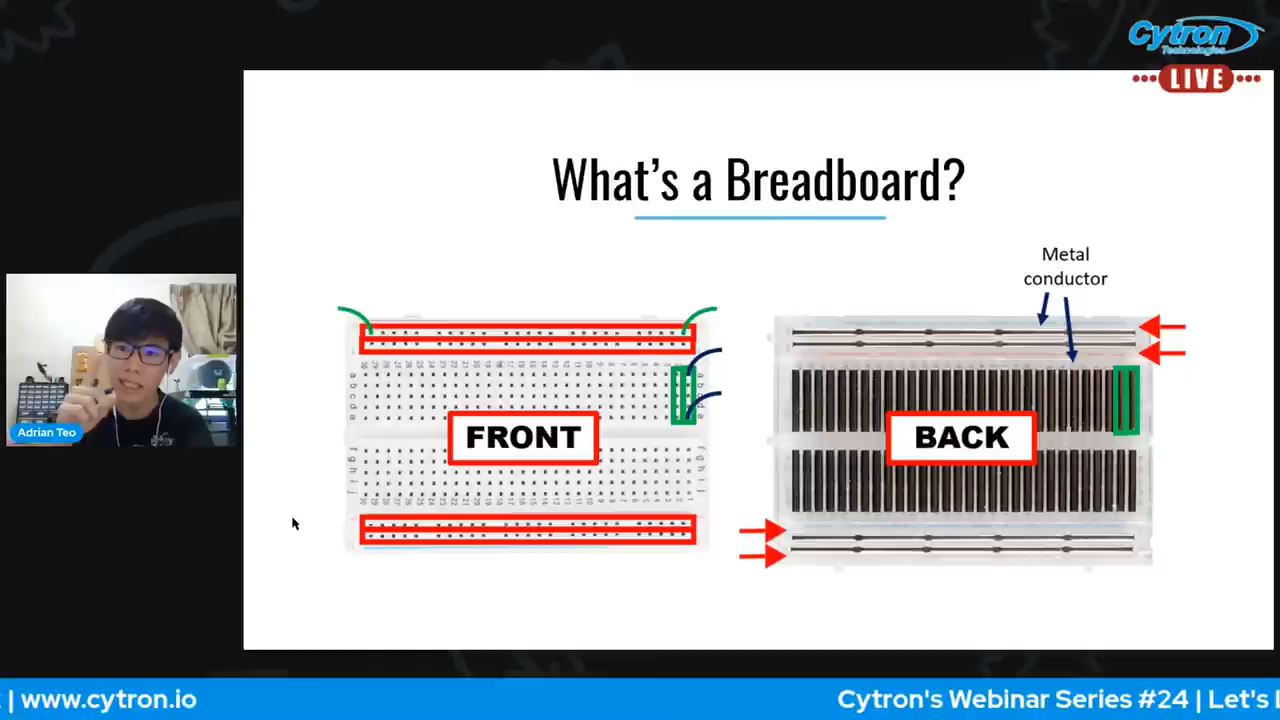 Cytron
Technologies
LIVE
What's a Breadboard?
Metal
conductor
FRONT
BACK
Adrian Teo
| www.cytron.io
Cytron's Webinar Series #24 | Let's